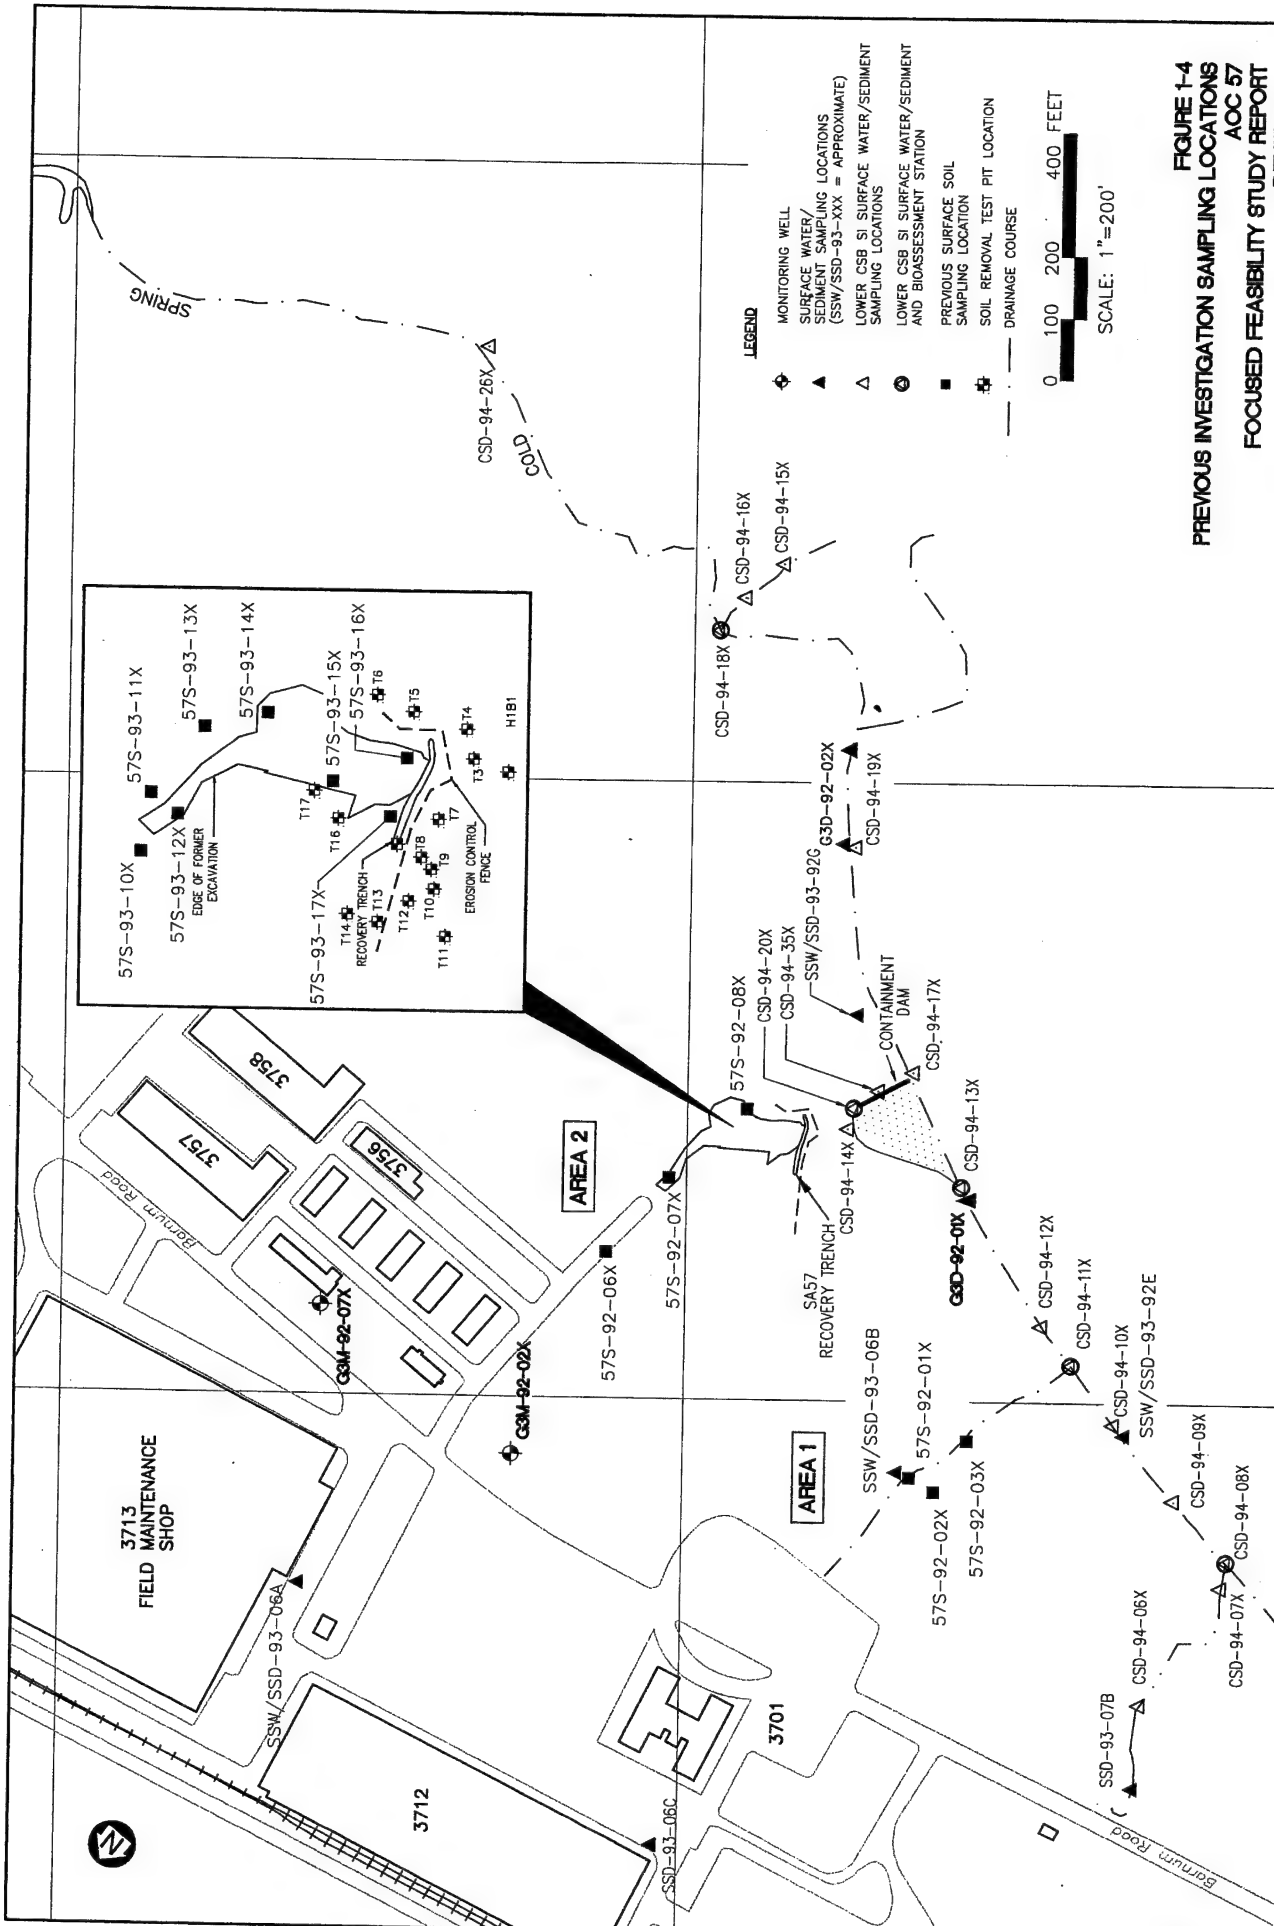 FIGURE 1-4
PREVIOUS INVESTIGATION SAMPLING LOCATIONS
AOC 57
FOCUSED FEASIBILITY STUDY REPORT
LEGEND
MONITORING WELL
SURFACE WATER/
SEDIMENT SAMPLING LOCATIONS
(SSW/SSD-93-XXX = APPROXIMATE)
LOWER CSB SI SURFACE WATER/SEDIMENT
SAMPLING LOCATIONS
LOWER CSB SI SURFACE WATER/SEDIMENT
AND BIOASSESSMENT STATION
PREVIOUS SURFACE SOIL
SAMPLING LOCATION
SOIL REMOVAL TEST PIT LOCATION
DRAINAGE COURSE
0 100 200 400 FEET
SCALE: 1"=200'
N
3713
FIELD MAINTENANCE
SHOP
3712
3701
3757
3758
3756
Barnum Road
Barnum Road
SSW/SSD-93-06A
SSD-93-06C
G3M-92-07X
G3M-92-02X
AREA 2
AREA 1
57S-92-06X
57S-92-07X
57S-92-08X
SA57
RECOVERY TRENCH
CSD-94-14X
CSD-94-20X
CSD-94-35X
SSW/SSD-93-92G
CONTAINMENT
DAM
CSD-94-17X
CSD-94-13X
G3D-92-01X
G3D-92-02X
CSD-94-19X
CSD-94-12X
CSD-94-11X
CSD-94-10X
SSW/SSD-93-92E
CSD-94-09X
CSD-94-08X
CSD-94-07X
CSD-94-06X
SSD-93-07B
SSW/SSD-93-06B
57S-92-01X
57S-92-02X
57S-92-03X
CSD-94-18X
CSD-94-16X
CSD-94-15X
CSD-94-26X
COLD
SPRING
57S-93-10X
57S-93-11X
57S-93-12X
57S-93-13X
57S-93-14X
57S-93-15X
57S-93-16X
57S-93-17X
EDGE OF FORMER
EXCAVATION
RECOVERY TRENCH
EROSION CONTROL
FENCE
T17
T16
T14
T13
T12
T11
T10
T9
T8
T7
T6
T5
T4
T3
H1B1